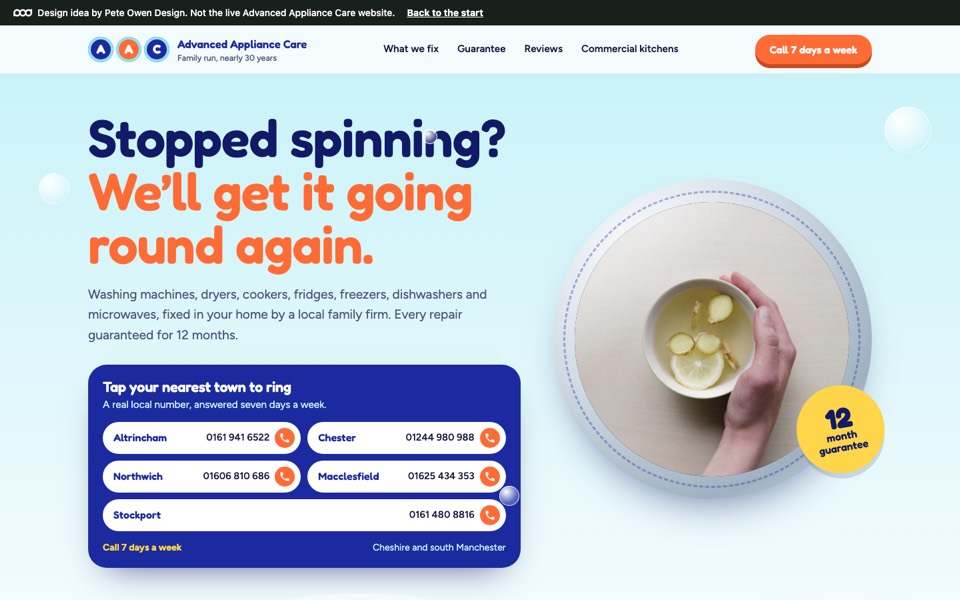 Design idea by Pete Owen Design. Not the live Advanced Appliance Care website. Back to the start
A A C
Advanced Appliance Care
Family run, nearly 30 years
What we fix
Guarantee
Reviews
Commercial kitchens
Call 7 days a week
Stopped spinning?
We’ll get it going
round again.
Washing machines, dryers, cookers, fridges, freezers, dishwashers and
microwaves, fixed in your home by a local family firm. Every repair
guaranteed for 12 months.
Tap your nearest town to ring
A real local number, answered seven days a week.
Altrincham 0161 941 6522
Chester 01244 980 988
Northwich 01606 810 686
Macclesfield 01625 434 353
Stockport 0161 480 8816
Call 7 days a week
Cheshire and south Manchester
12
month
guarantee